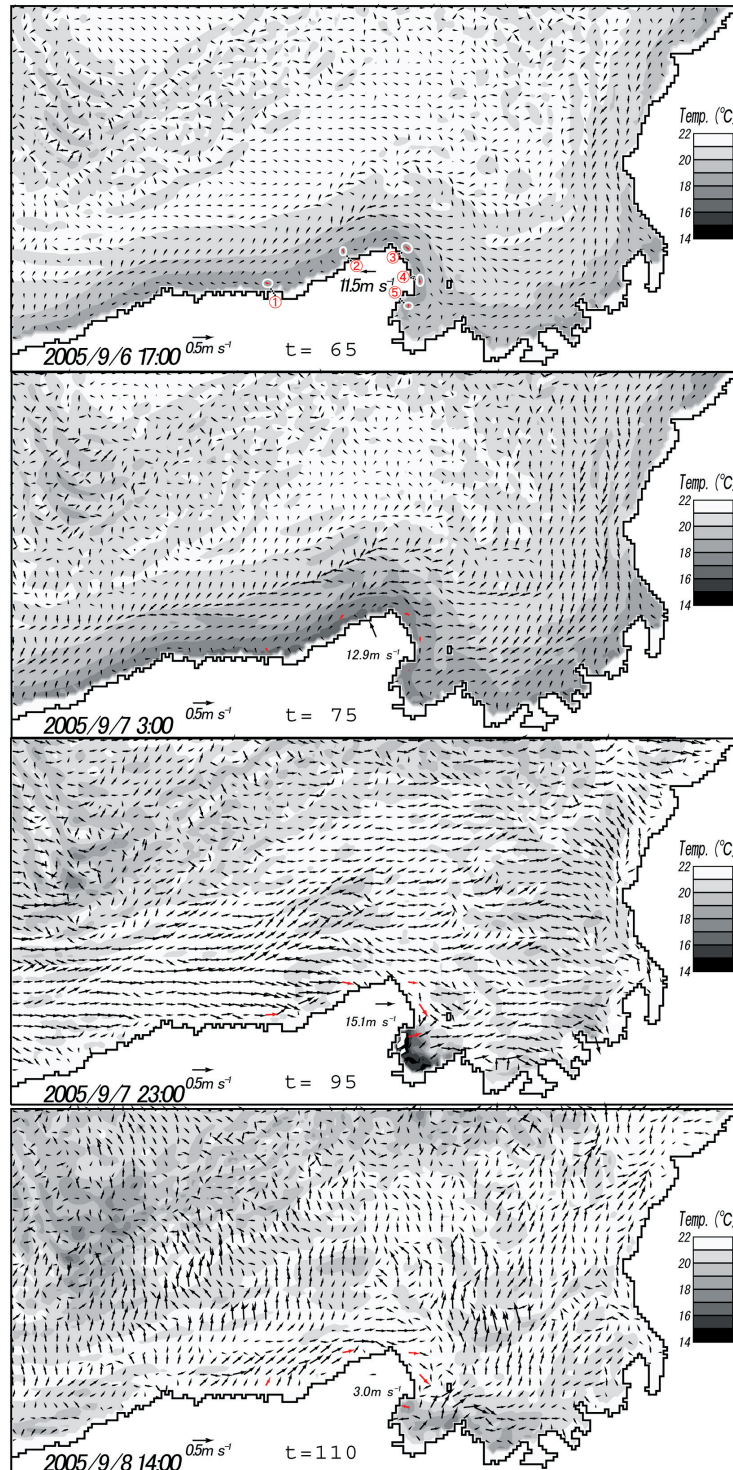 Temp. (°C)
22
20
18
16
14
③
②
④
11.5m s⁻¹
⑤
①
0.5m s⁻¹
2005/9/6 17:00
t= 65
Temp. (°C)
22
20
18
16
14
12.9m s⁻¹
0.5m s⁻¹
2005/9/7 3:00
t= 75
Temp. (°C)
22
20
18
16
14
15.1m s⁻¹
0.5m s⁻¹
2005/9/7 23:00
t= 95
Temp. (°C)
22
20
18
16
14
3.0m s⁻¹
0.5m s⁻¹
2005/9/8 14:00
t=110